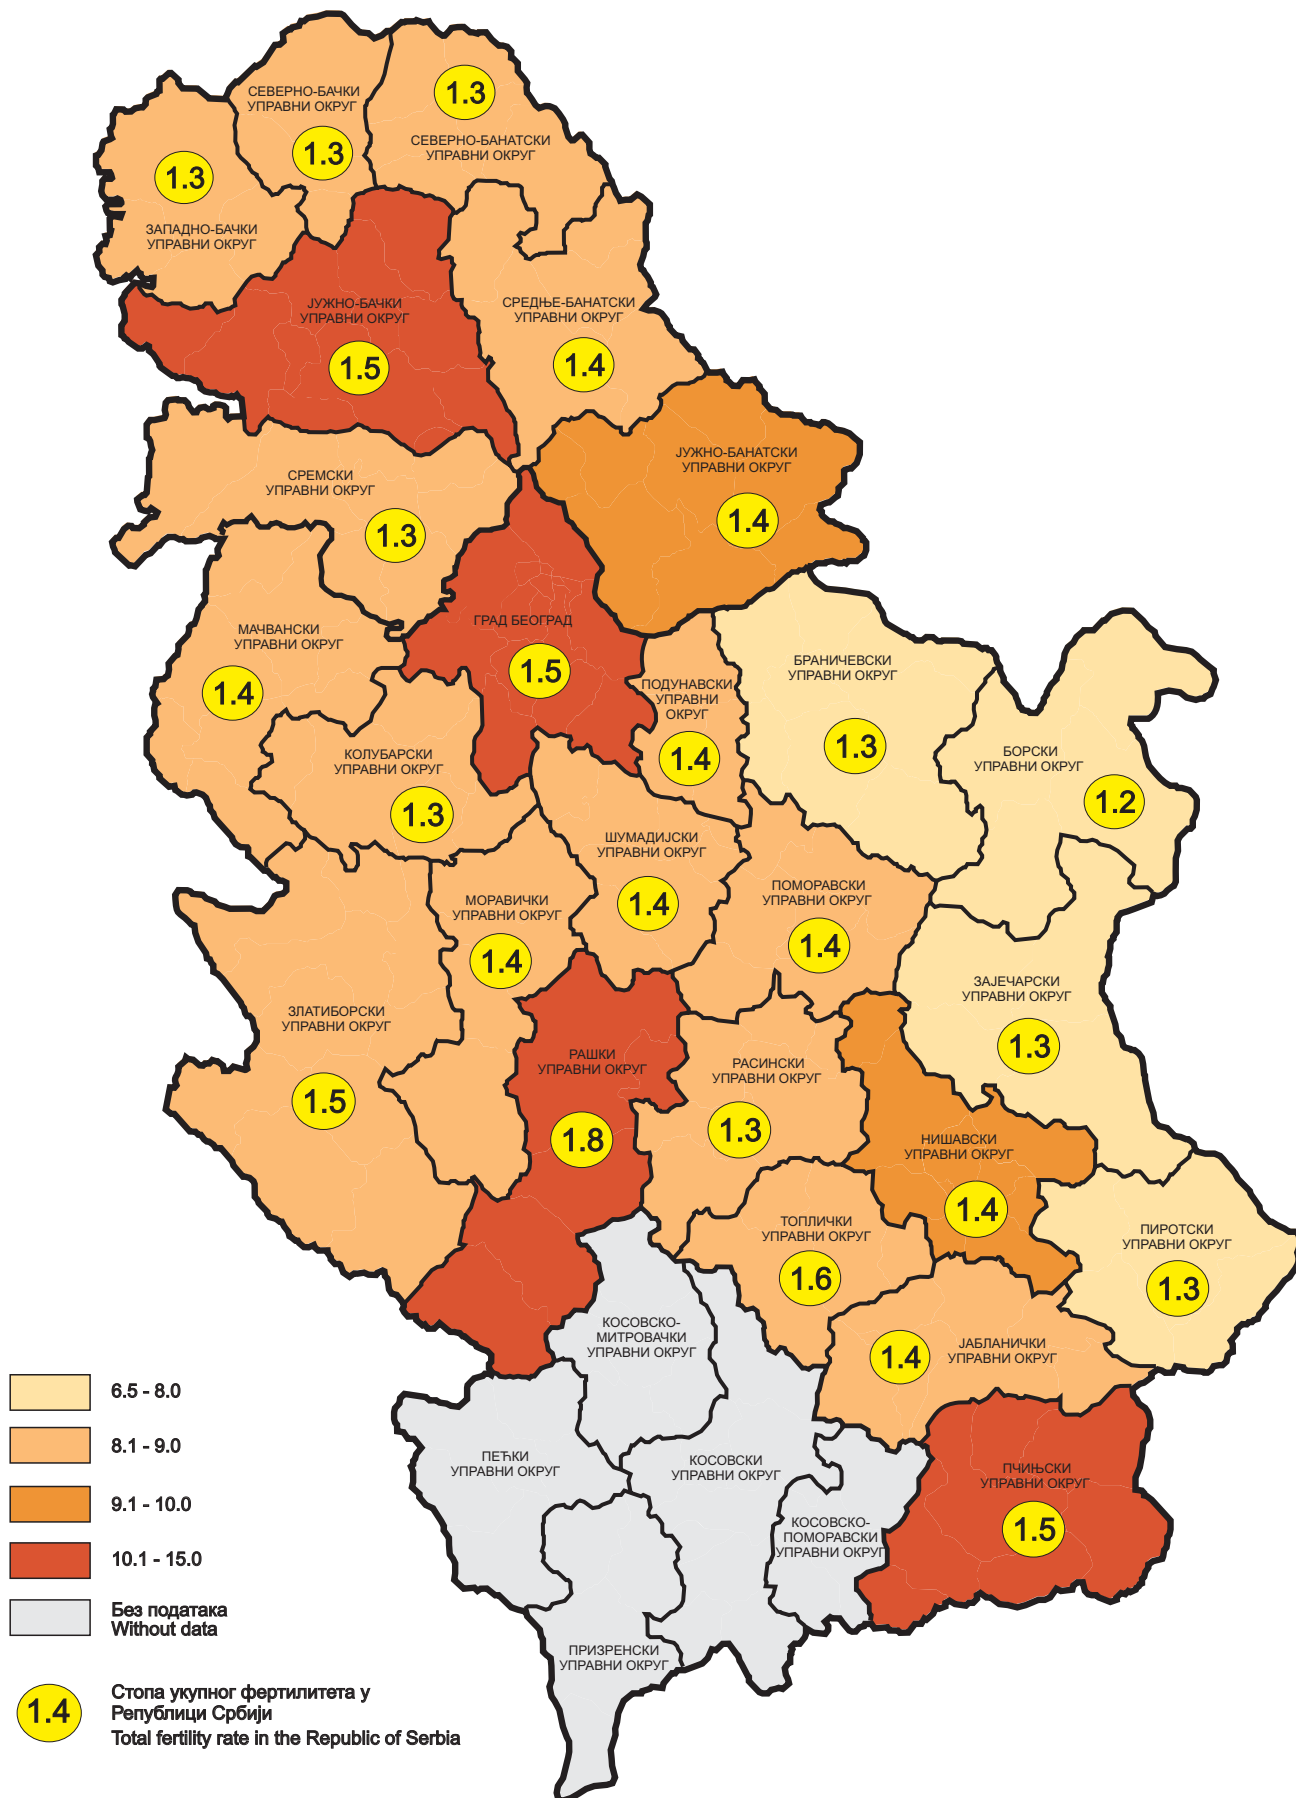 СЕВЕРНО-БАЧКИ
УПРАВНИ ОКРУГ
1.3
1.3
СЕВЕРНО-БАНАТСКИ
УПРАВНИ ОКРУГ
1.3
ЗАПАДНО-БАЧКИ
УПРАВНИ ОКРУГ
ЈУЖНО-БАЧКИ
УПРАВНИ ОКРУГ
1.5
СРЕДЊЕ-БАНАТСКИ
УПРАВНИ ОКРУГ
1.4
ЈУЖНО-БАНАТСКИ
УПРАВНИ ОКРУГ
1.4
СРЕМСКИ
УПРАВНИ ОКРУГ
1.3
МАЧВАНСКИ
УПРАВНИ ОКРУГ
1.4
ГРАД БЕОГРАД
1.5
ПОДУНАВСКИ
УПРАВНИ
ОКРУГ
1.4
БРАНИЧЕВСКИ
УПРАВНИ ОКРУГ
1.3
БОРСКИ
УПРАВНИ ОКРУГ
1.2
КОЛУБАРСКИ
УПРАВНИ ОКРУГ
1.3
ШУМАДИЈСКИ
УПРАВНИ ОКРУГ
1.4
МОРАВИЧКИ
УПРАВНИ ОКРУГ
1.4
ПОМОРАВСКИ
УПРАВНИ ОКРУГ
1.4
ЗАЈЕЧАРСКИ
УПРАВНИ ОКРУГ
1.3
ЗЛАТИБОРСКИ
УПРАВНИ ОКРУГ
1.5
РАШКИ
УПРАВНИ ОКРУГ
1.8
РАСИНСКИ
УПРАВНИ ОКРУГ
1.3
НИШАВСКИ
УПРАВНИ ОКРУГ
1.4
ТОПЛИЧКИ
УПРАВНИ ОКРУГ
1.6
ПИРОТСКИ
УПРАВНИ ОКРУГ
1.3
КОСОВСКО-
МИТРОВАЧКИ
УПРАВНИ ОКРУГ
1.4
ЈАБЛАНИЧКИ
УПРАВНИ ОКРУГ
ПЕЋКИ
УПРАВНИ ОКРУГ
КОСОВСКИ
УПРАВНИ ОКРУГ
ПЧИЊСКИ
УПРАВНИ ОКРУГ
1.5
КОСОВСКО-
ПОМОРАВСКИ
УПРАВНИ ОКРУГ
ПРИЗРЕНСКИ
УПРАВНИ ОКРУГ
6.5 - 8.0
8.1 - 9.0
9.1 - 10.0
10.1 - 15.0
Без података
Without data
1.4
Стопа укупног фертилитета у
Републици Србији
Total fertility rate in the Republic of Serbia